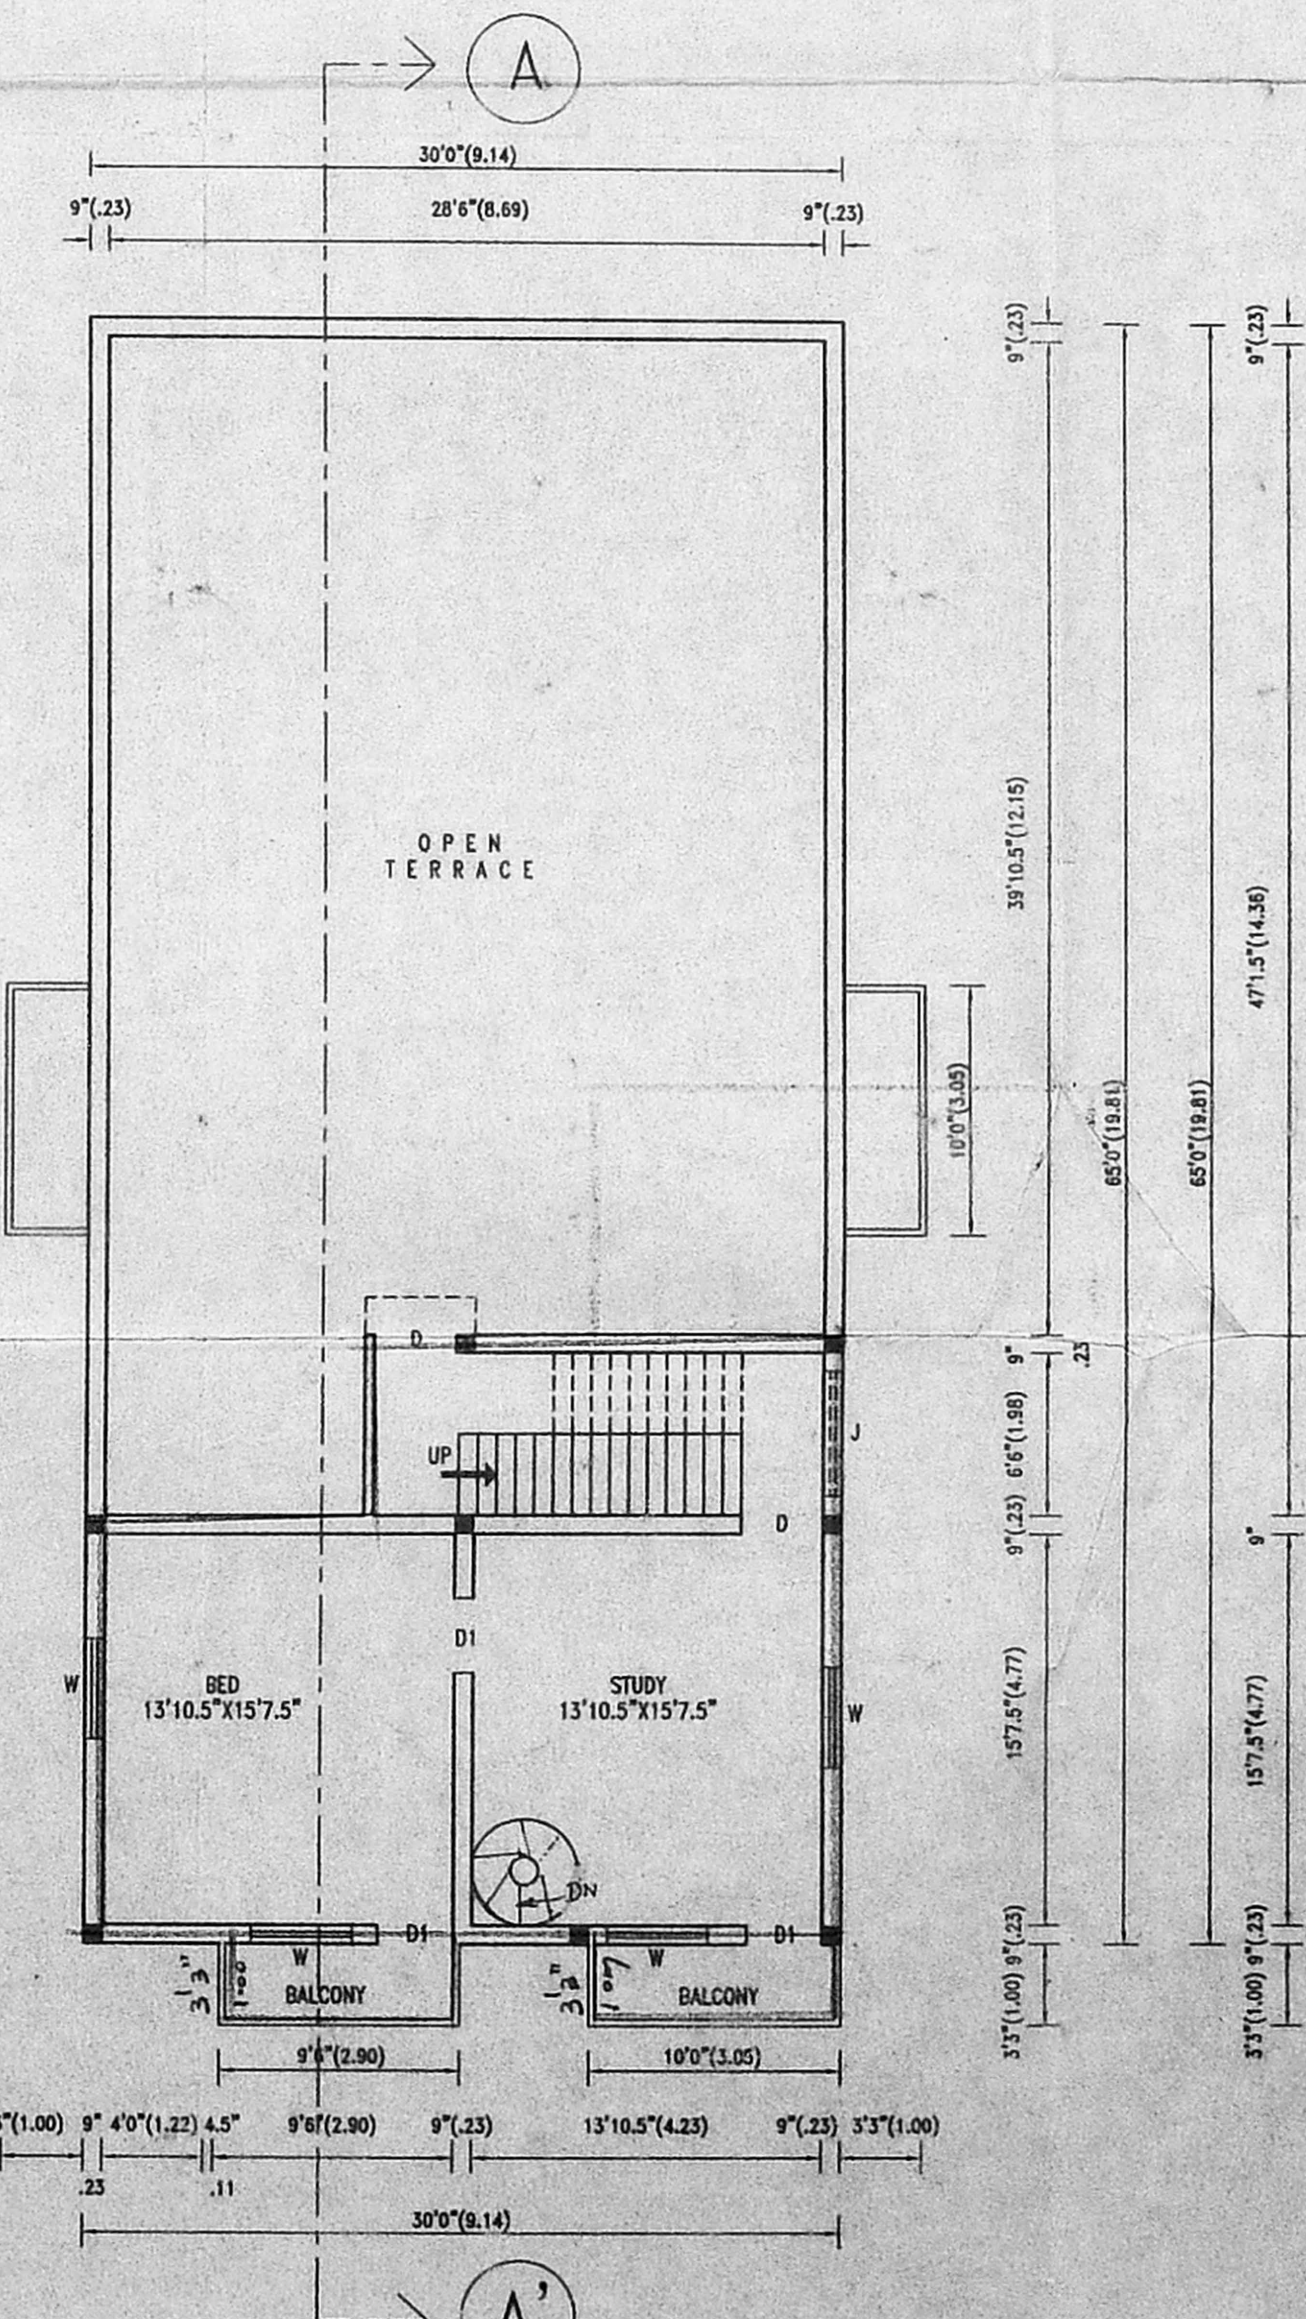 A
30'0"(9.14)
9"(.23) 28'6"(8.69) 9"(.23)
9"(.23)
9"(.23)
OPEN
TERRACE
39'10.5"(12.15)
47'1.5"(14.36)
10'0"(3.05)
65'0"(19.81)
65'0"(19.81)
D
9"
.23
J
6'6"(1.98)
UP
D
9"(.23)
9"
D1
W
BED
13'10.5"X15'7.5"
STUDY
13'10.5"X15'7.5"
W
15'7.5"(4.77)
15'7.5"(4.77)
DN
D1
D1
9"(.23)
9"(.23)
W
W
3'3"
1.00
BALCONY
3'3"
1.00
BALCONY
3'3"(1.00)
3'3"(1.00)
9'6"(2.90)
10'0"(3.05)
"(1.00) 9" 4'0"(1.22) 4.5" 9'6"(2.90) 9"(.23) 13'10.5"(4.23) 9"(.23) 3'3"(1.00)
.23 .11
30'0"(9.14)
A'